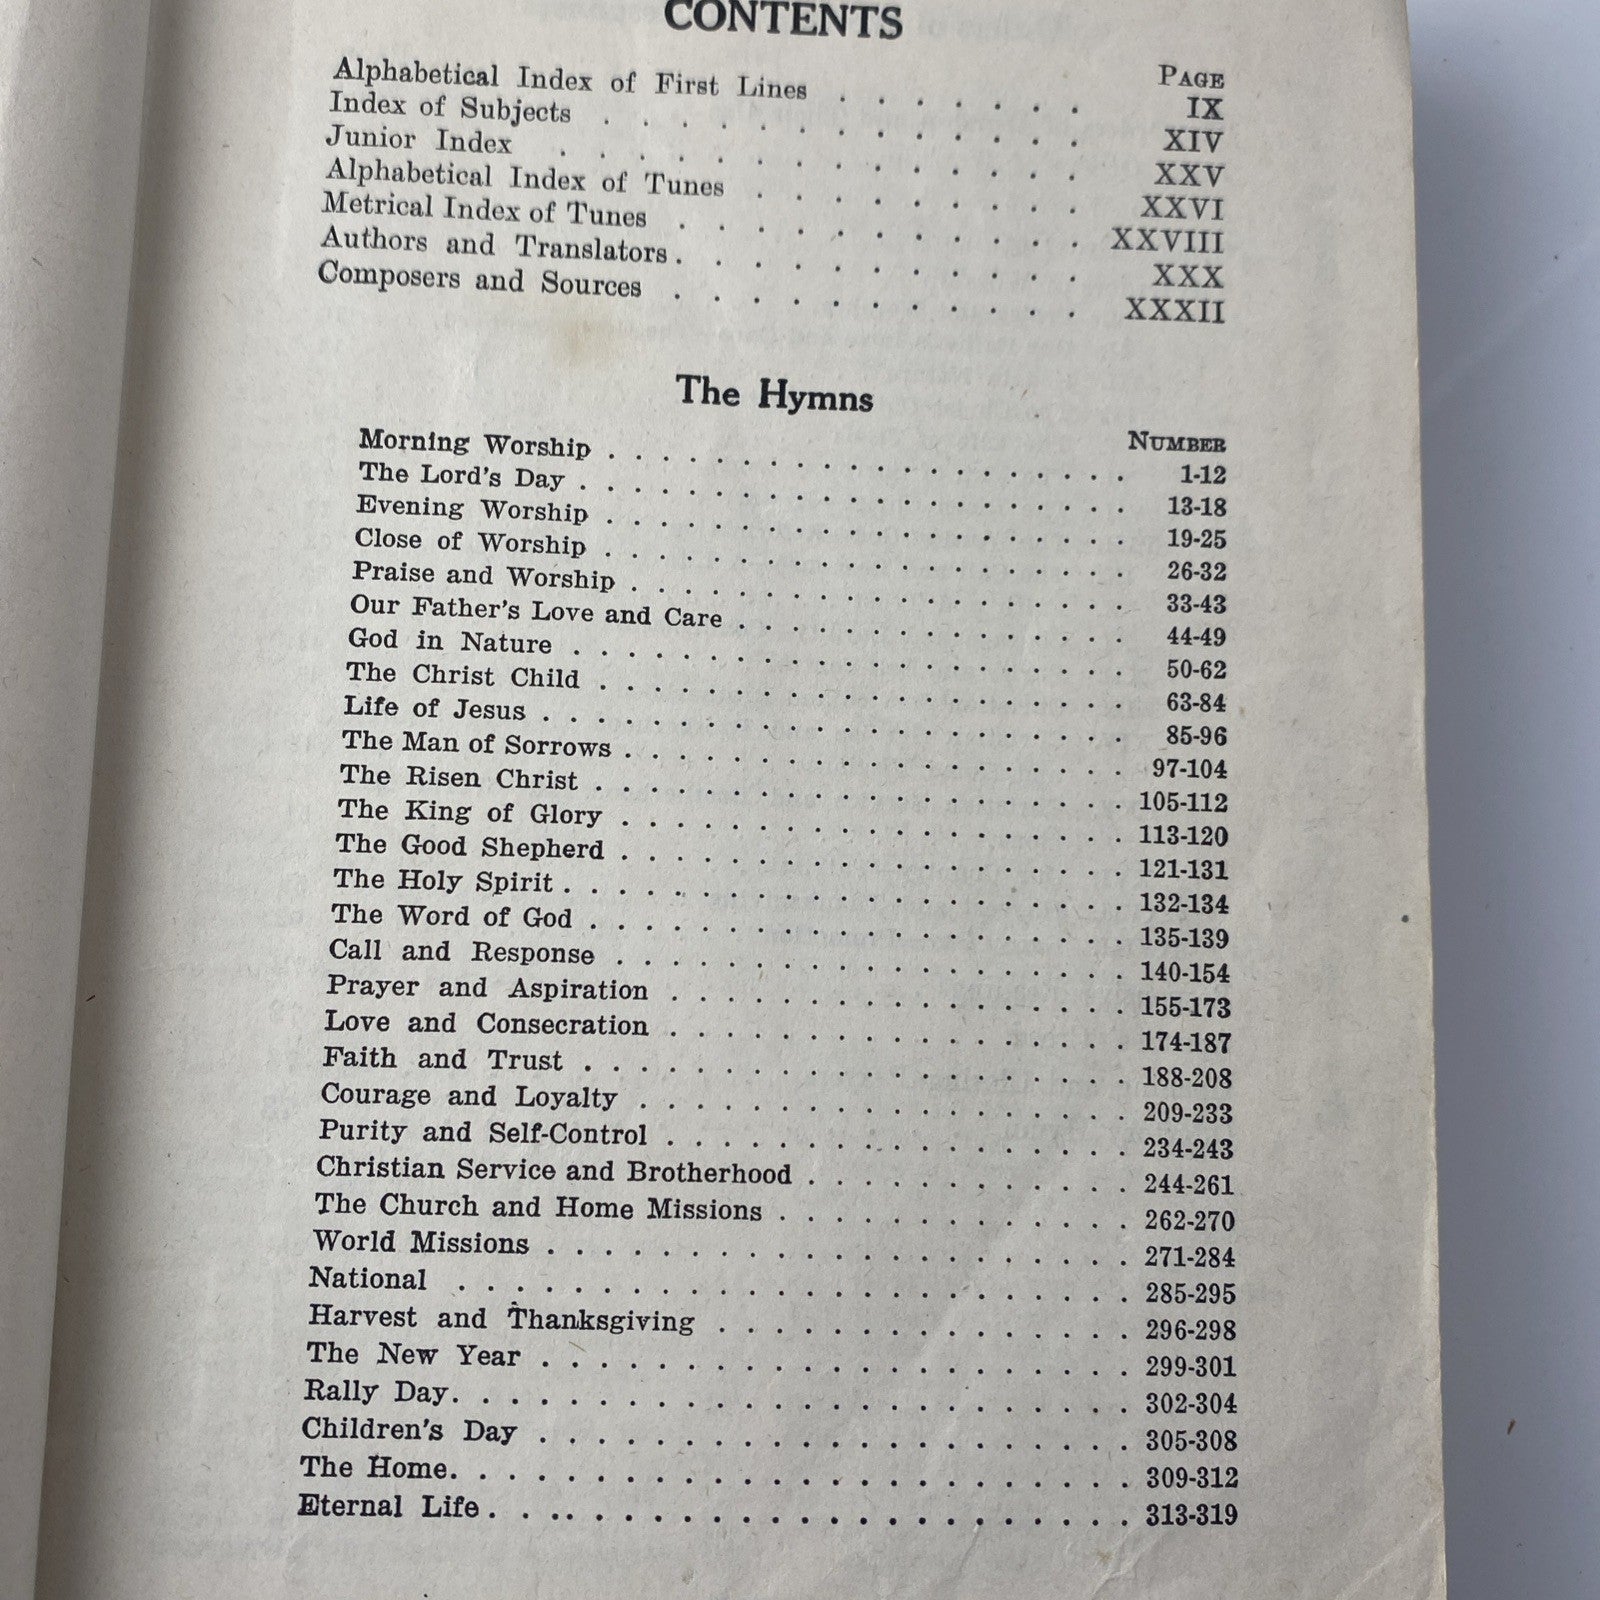 CONTENTS
PAGE
Alphabetical Index of First Lines . . . . . . . IX
Index of Subjects . . . . . . . . . . . . . XIV
Junior Index . . . . . . . . . . . . . . XXV
Alphabetical Index of Tunes . . . . . . . . . XXVI
Metrical Index of Tunes . . . . . . . . . . . XXVIII
Authors and Translators . . . . . . . . . . . XXX
Composers and Sources . . . . . . . . . . . XXXII
The Hymns
NUMBER
Morning Worship . . . . . . . . . . . . . . . . . . . . 1-12
The Lord's Day . . . . . . . . . . . . . . . . . . . . . 13-18
Evening Worship . . . . . . . . . . . . . . . . . . . . 19-25
Close of Worship . . . . . . . . . . . . . . . . . . . . 26-32
Praise and Worship . . . . . . . . . . . . . . . . . . . 33-43
Our Father's Love and Care . . . . . . . . . . . . . . . 44-49
God in Nature . . . . . . . . . . . . . . . . . . . . . 50-62
The Christ Child . . . . . . . . . . . . . . . . . . . . 63-84
Life of Jesus . . . . . . . . . . . . . . . . . . . . . . 85-96
The Man of Sorrows . . . . . . . . . . . . . . . . . . . 97-104
The Risen Christ . . . . . . . . . . . . . . . . . . . . 105-112
The King of Glory . . . . . . . . . . . . . . . . . . . 113-120
The Good Shepherd . . . . . . . . . . . . . . . . . . . 121-131
The Holy Spirit . . . . . . . . . . . . . . . . . . . . . 132-134
The Word of God . . . . . . . . . . . . . . . . . . . . 135-139
Call and Response . . . . . . . . . . . . . . . . . . . 140-154
Prayer and Aspiration . . . . . . . . . . . . . . . . . 155-173
Love and Consecration . . . . . . . . . . . . . . . . . 174-187
Faith and Trust . . . . . . . . . . . . . . . . . . . . 188-208
Courage and Loyalty . . . . . . . . . . . . . . . . . . 209-233
Purity and Self-Control . . . . . . . . . . . . . . . . . 234-243
Christian Service and Brotherhood . . . . . . . . . . . . 244-261
The Church and Home Missions . . . . . . . . . . . . . 262-270
World Missions . . . . . . . . . . . . . . . . . . . . . 271-284
National . . . . . . . . . . . . . . . . . . . . . . . . 285-295
Harvest and Thanksgiving . . . . . . . . . . . . . . . 296-298
The New Year . . . . . . . . . . . . . . . . . . . . . 299-301
Rally Day. . . . . . . . . . . . . . . . . . . . . . . . 302-304
Children's Day . . . . . . . . . . . . . . . . . . . . . 305-308
The Home. . . . . . . . . . . . . . . . . . . . . . . . 309-312
Eternal Life . . . . . . . . . . . . . . . . . . . . . . . 313-319